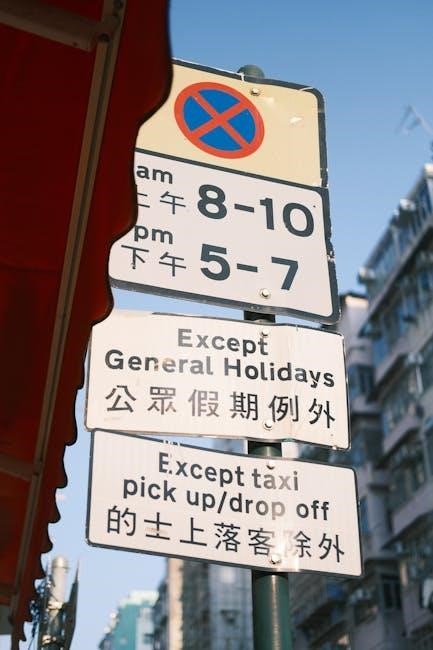 am
上午 8-10
pm
下午 5-7
Except
General Holidays
公眾假期例外
Except taxi
pick up/drop off
的士上落客除外